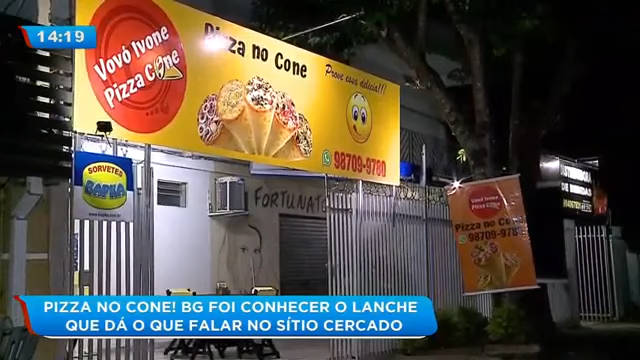 14:19
Vovó Ivone
Pizza Cone
Pizza no Cone
Prove essa delícia!!!
98709-9780
SORVETES
FORTUNAT
Vovó Ivone
Pizza Cone
Pizza no Cone
98709-978
PIZZA NO CONE! BG FOI CONHECER O LANCHE
QUE DÁ O QUE FALAR NO SÍTIO CERCADO